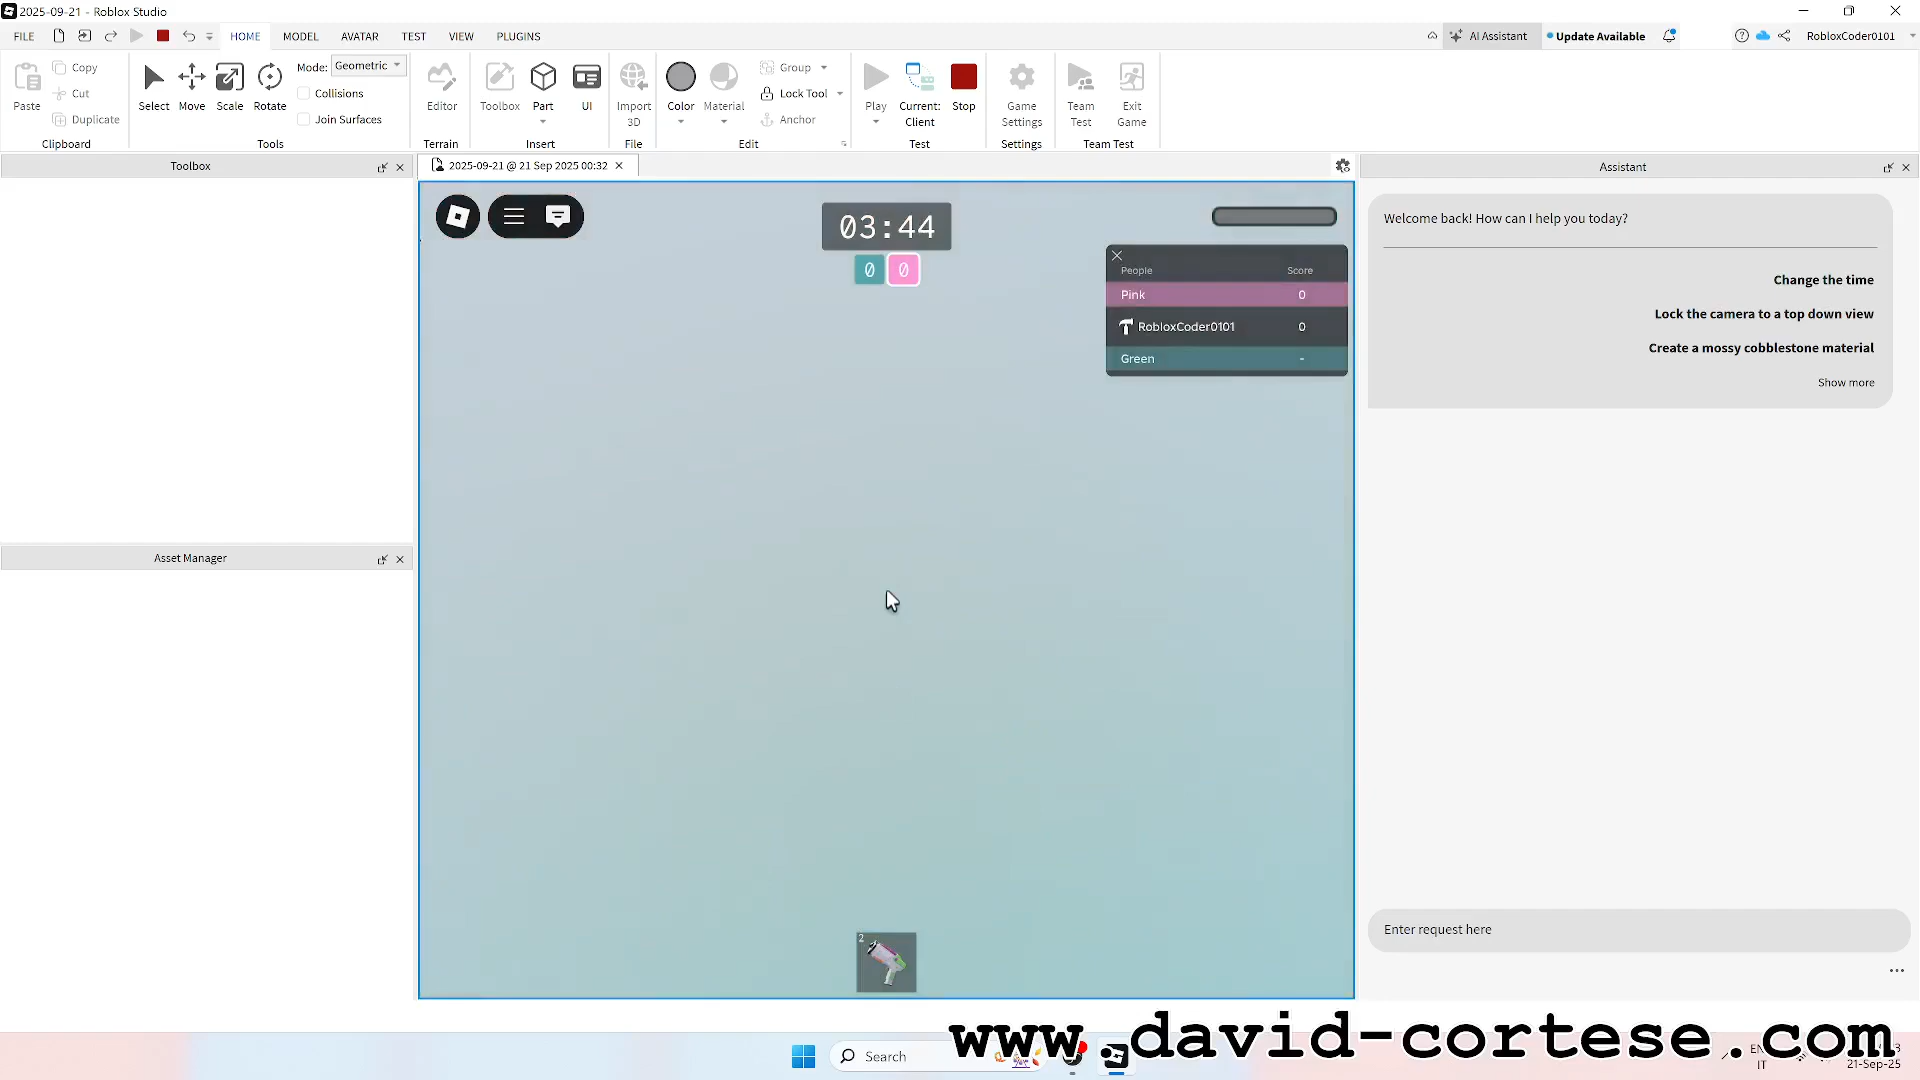 2025-09-21 - Roblox Studio
FILE HOME MODEL AVATAR TEST VIEW PLUGINS AI Assistant Update Available RobloxCoder0101
Paste Copy Cut Duplicate Clipboard
Select Move Scale Rotate Mode: Geometric Collisions Join Surfaces Tools
Editor Terrain
Toolbox Part UI Insert
Import 3D File
Color Material Group Lock Tool Anchor Edit
Play Current: Client Stop Test
Game Settings Settings
Team Test Exit Game Team Test
Toolbox
2025-09-21 @ 21 Sep 2025 00:32
Assistant
03:44
0 0
People Score
Pink 0
RobloxCoder0101 0
Green -
Welcome back! How can I help you today?
Change the time
Lock the camera to a top down view
Create a mossy cobblestone material
Show more
Asset Manager
Enter request here
2
www.david-cortese.com
Search
IT 21-Sep-25